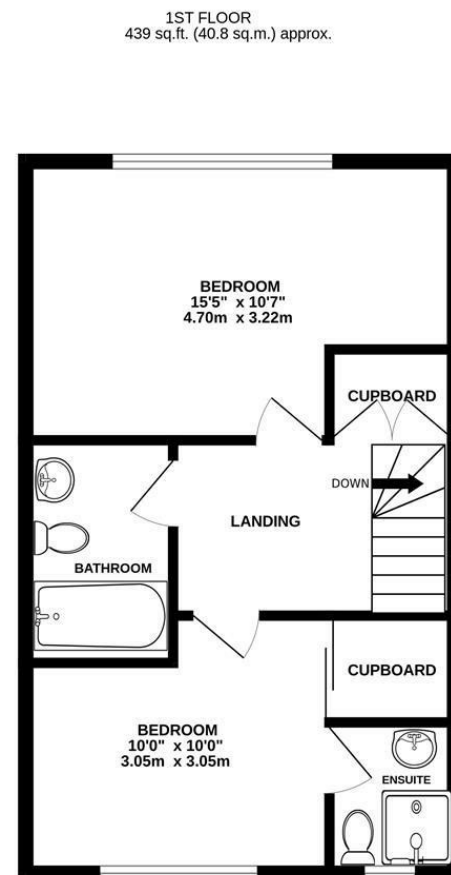 1ST FLOOR
439 sq.ft. (40.8 sq.m.) approx.
BEDROOM
15'5" x 10'7"
4.70m x 3.22m
CUPBOARD
DOWN
LANDING
BATHROOM
CUPBOARD
BEDROOM
10'0" x 10'0"
3.05m x 3.05m
ENSUITE